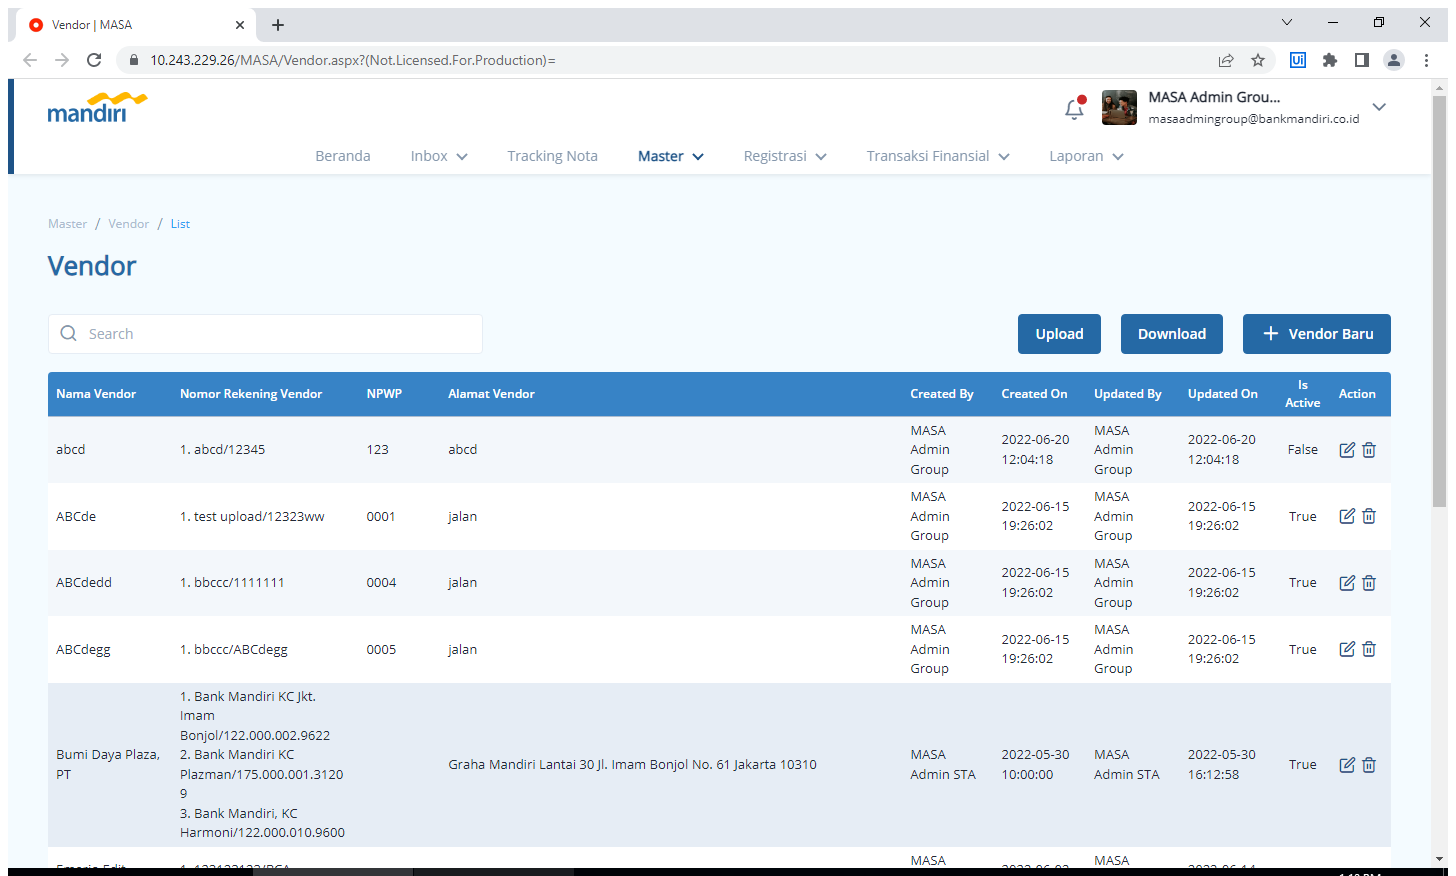 Vendor | MASA
10.243.229.26/MASA/Vendor.aspx?(Not.Licensed.For.Production)=
mandiri
MASA Admin Grou...
masaadmingroup@bankmandiri.co.id
Beranda Inbox Tracking Nota Master Registrasi Transaksi Finansial Laporan
Master / Vendor / List
Vendor
Search
Upload Download + Vendor Baru
Nama Vendor Nomor Rekening Vendor NPWP Alamat Vendor Created By Created On Updated By Updated On Is Active Action
abcd 1. abcd/12345 123 abcd MASA Admin Group 2022-06-20 12:04:18 MASA Admin Group 2022-06-20 12:04:18 False
ABCde 1. test upload/12323ww 0001 jalan MASA Admin Group 2022-06-15 19:26:02 MASA Admin Group 2022-06-15 19:26:02 True
ABCdedd 1. bbccc/1111111 0004 jalan MASA Admin Group 2022-06-15 19:26:02 MASA Admin Group 2022-06-15 19:26:02 True
ABCdegg 1. bbccc/ABCdegg 0005 jalan MASA Admin Group 2022-06-15 19:26:02 MASA Admin Group 2022-06-15 19:26:02 True
Bumi Daya Plaza, PT 1. Bank Mandiri KC Jkt. Imam Bonjol/122.000.002.9622 2. Bank Mandiri KC Plazman/175.000.001.3120 9 3. Bank Mandiri, KC Harmoni/122.000.010.9600 Graha Mandiri Lantai 30 Jl. Imam Bonjol No. 61 Jakarta 10310 MASA Admin STA 2022-05-30 10:00:00 MASA Admin STA 2022-05-30 16:12:58 True
MASA MASA